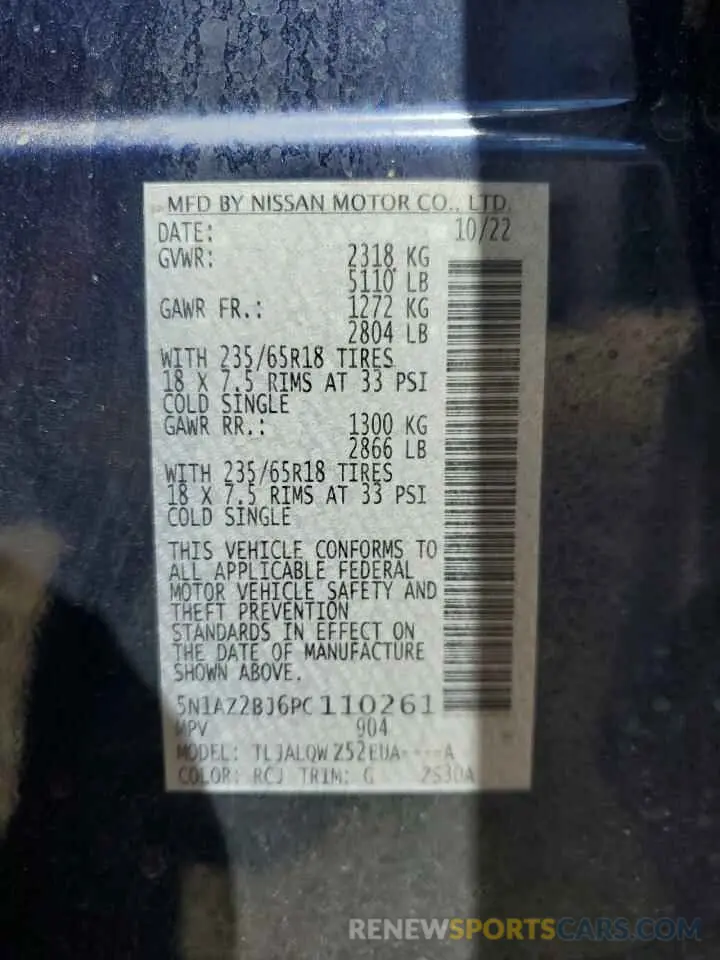 MFD BY NISSAN MOTOR CO., LTD.
DATE: 10/22
GVWR: 2318 KG
5110 LB
GAWR FR.: 1272 KG
2804 LB
WITH 235/65R18 TIRES
18 X 7.5 RIMS AT 33 PSI
COLD SINGLE
GAWR RR.: 1300 KG
2866 LB
WITH 235/65R18 TIRES
18 X 7.5 RIMS AT 33 PSI
COLD SINGLE
THIS VEHICLE CONFORMS TO
ALL APPLICABLE FEDERAL
MOTOR VEHICLE SAFETY AND
THEFT PREVENTION
STANDARDS IN EFFECT ON
THE DATE OF MANUFACTURE
SHOWN ABOVE.
5N1AZ2BJ6PC110261
MPV 904
MODEL: TLJALQWZ52EUA----A
COLOR: RCJ TRIM: G 2S30A
RENEWSPORTSCARS.COM